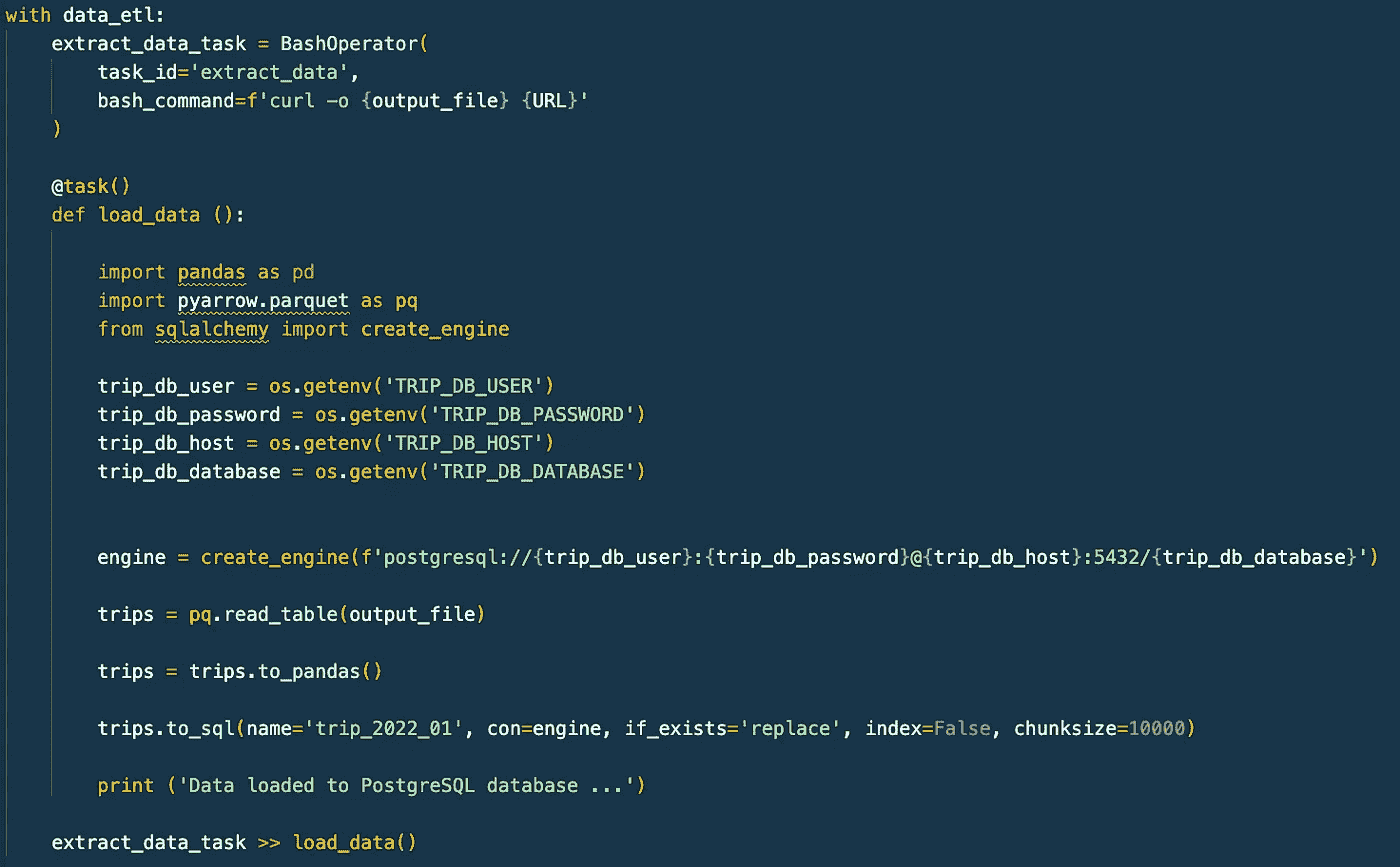 with data_etl:
    extract_data_task = BashOperator(
        task_id='extract_data',
        bash_command=f'curl -o {output_file} {URL}'
    )

    @task()
    def load_data ():

        import pandas as pd
        import pyarrow.parquet as pq
        from sqlalchemy import create_engine

        trip_db_user = os.getenv('TRIP_DB_USER')
        trip_db_password = os.getenv('TRIP_DB_PASSWORD')
        trip_db_host = os.getenv('TRIP_DB_HOST')
        trip_db_database = os.getenv('TRIP_DB_DATABASE')


        engine = create_engine(f'postgresql://{trip_db_user}:{trip_db_password}@{trip_db_host}:5432/{trip_db_database}')

        trips = pq.read_table(output_file)

        trips = trips.to_pandas()

        trips.to_sql(name='trip_2022_01', con=engine, if_exists='replace', index=False, chunksize=10000)

        print ('Data loaded to PostgreSQL database ...')

    extract_data_task >> load_data()